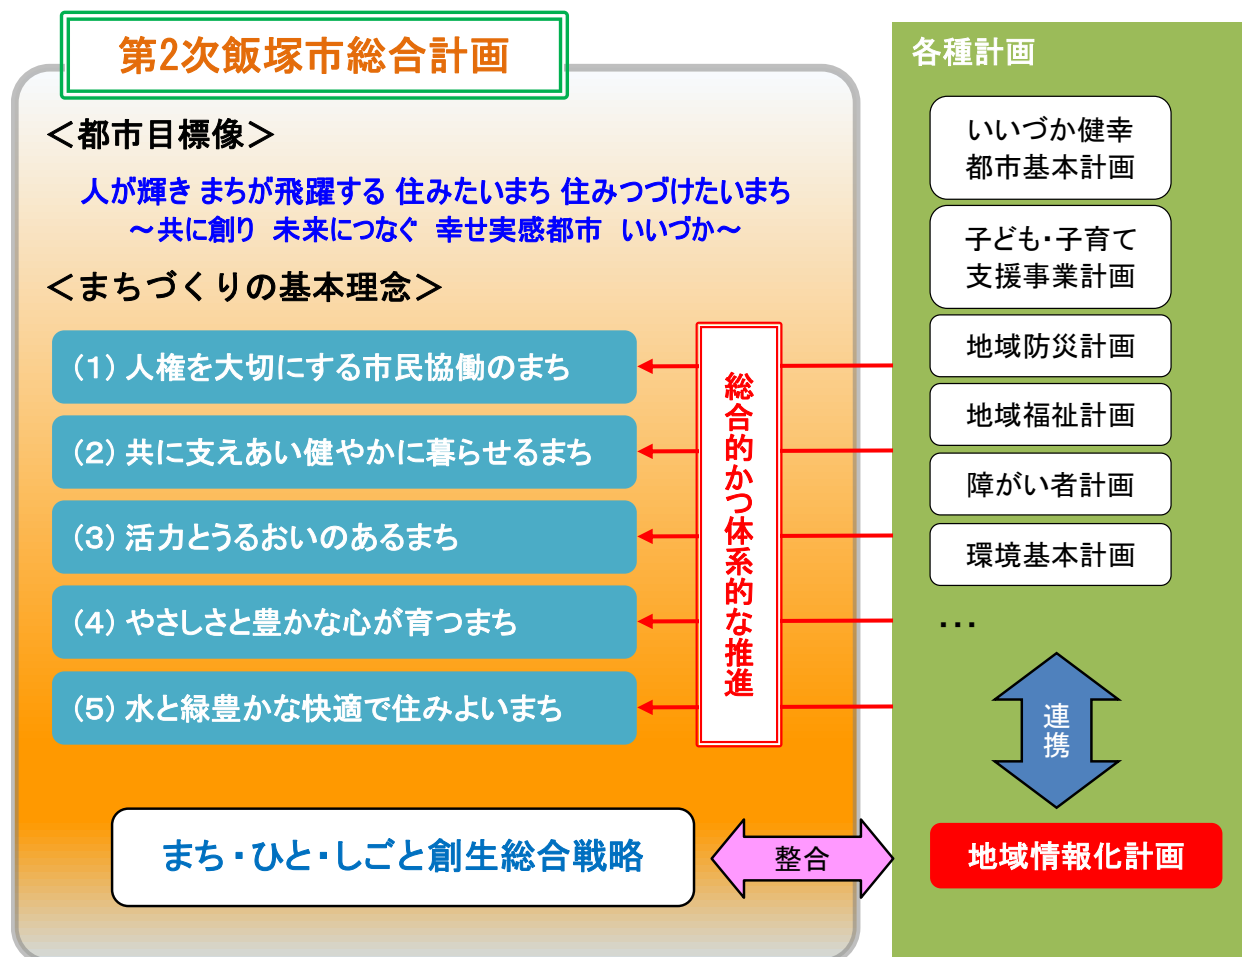 第2次飯塚市総合計画
＜都市目標像＞
人が輝き まちが飛躍する 住みたいまち 住みつづけたいまち
～共に創り 未来につなぐ 幸せ実感都市 いいづか～
＜まちづくりの基本理念＞
(1) 人権を大切にする市民協働のまち
(2) 共に支えあい健やかに暮らせるまち
(3) 活力とうるおいのあるまち
(4) やさしさと豊かな心が育つまち
(5) 水と緑豊かな快適で住みよいまち
総合的かつ体系的な推進
まち・ひと・しごと創生総合戦略
整合
各種計画
いいづか健幸
都市基本計画
子ども・子育て
支援事業計画
地域防災計画
地域福祉計画
障がい者計画
環境基本計画
･･･
連携
地域情報化計画